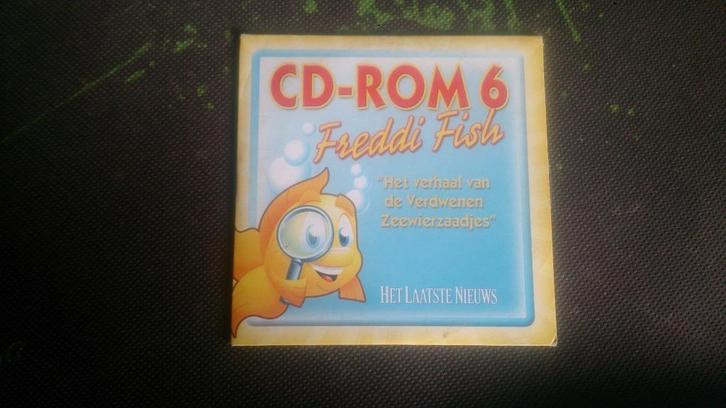 CD-ROM 6
Freddi Fish
"Het verhaal van
de Verdwenen
Zeewierzaadjes"
HET LAATSTE NIEUWS